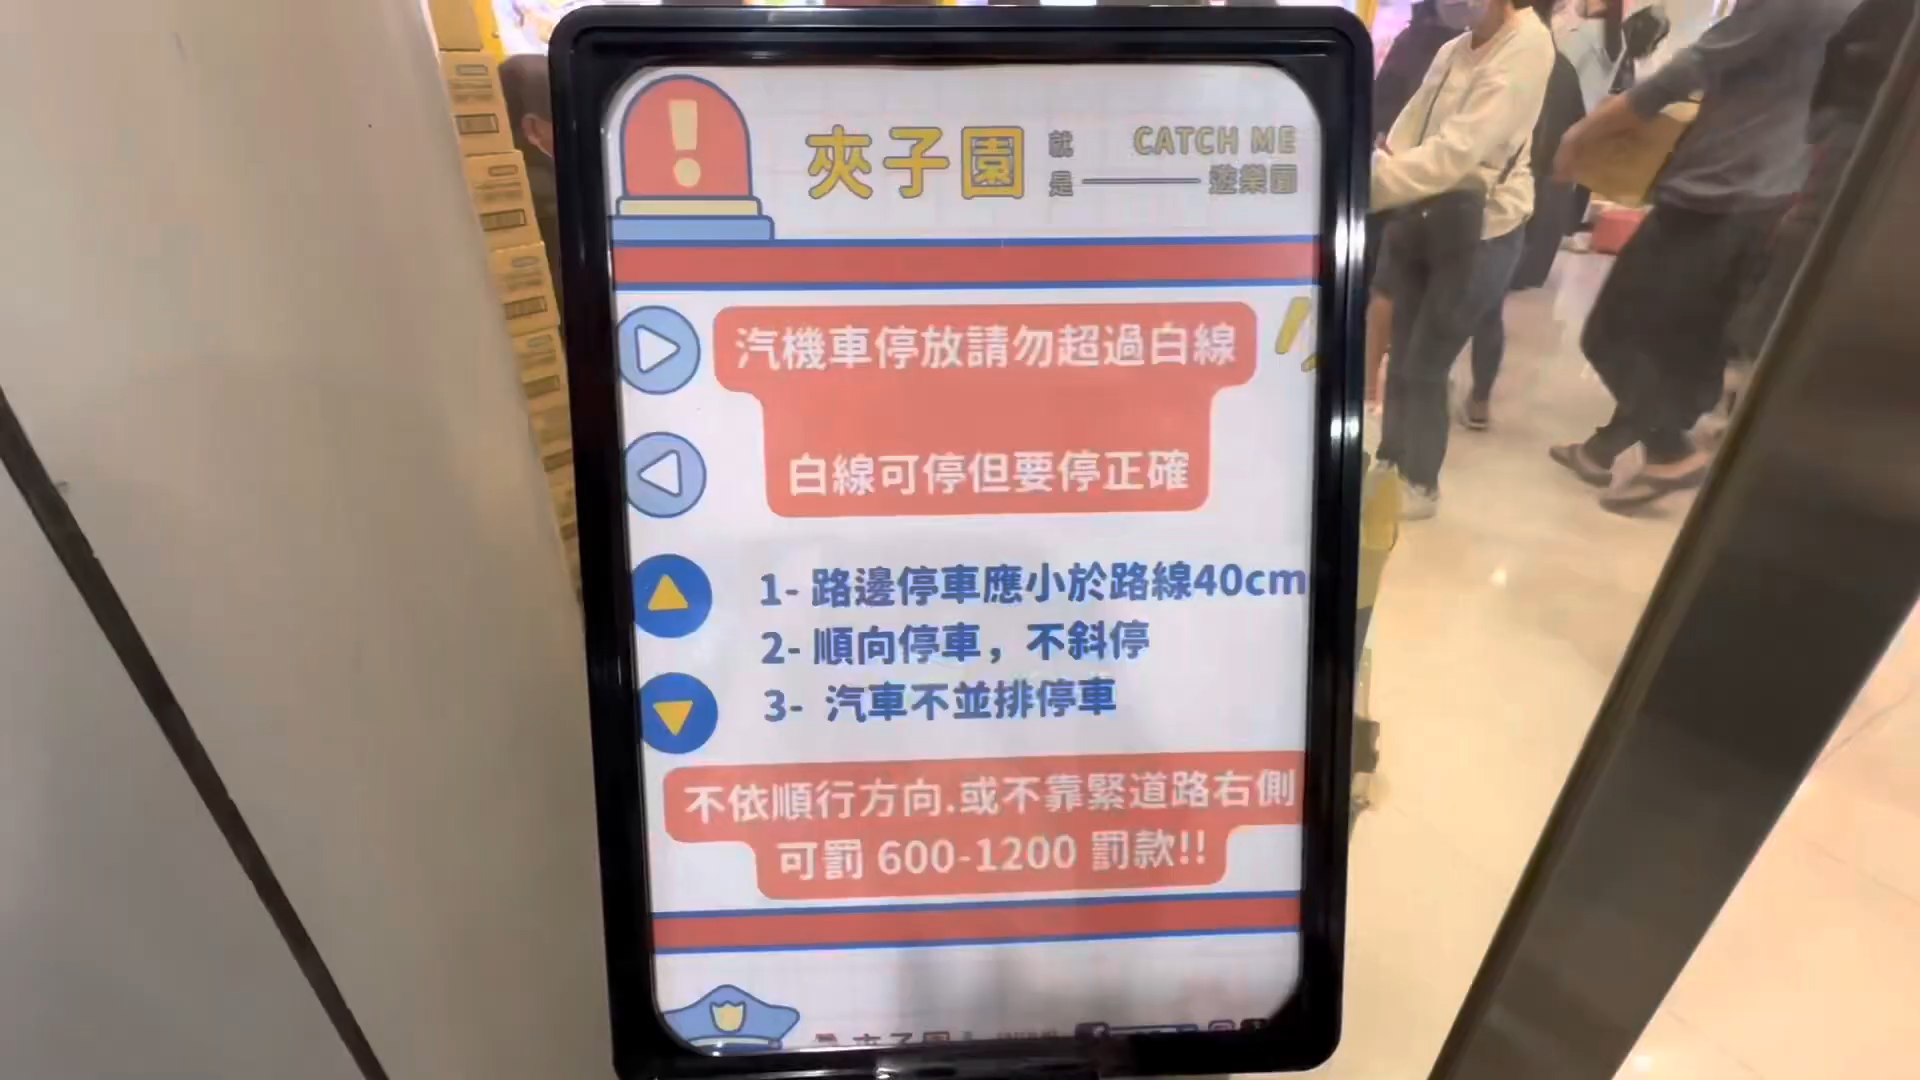 夾子園
就是
CATCH ME
遊樂園
汽機車停放請勿超過白線
白線可停但要停正確
1- 路邊停車應小於路線40cm
2- 順向停車，不斜停
3- 汽車不並排停車
不依順行方向.或不靠緊道路右側
可罰 600-1200 罰款!!
夾子園